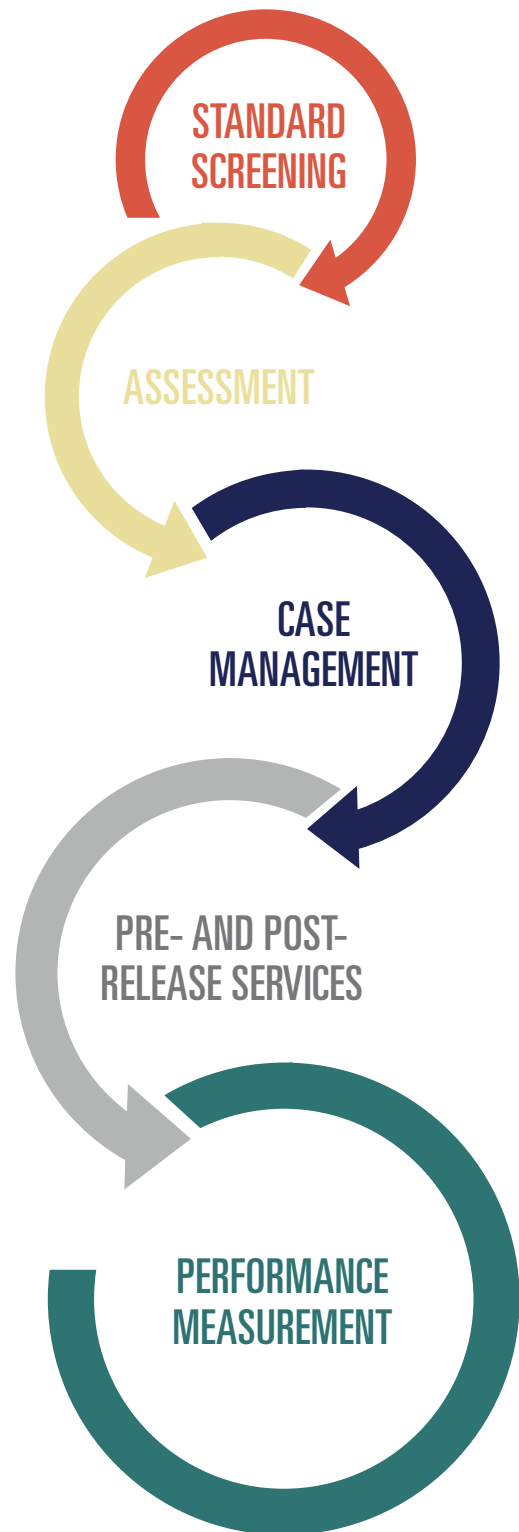 STANDARD
SCREENING
ASSESSMENT
CASE
MANAGEMENT
PRE- AND POST-
RELEASE SERVICES
PERFORMANCE
MEASUREMENT